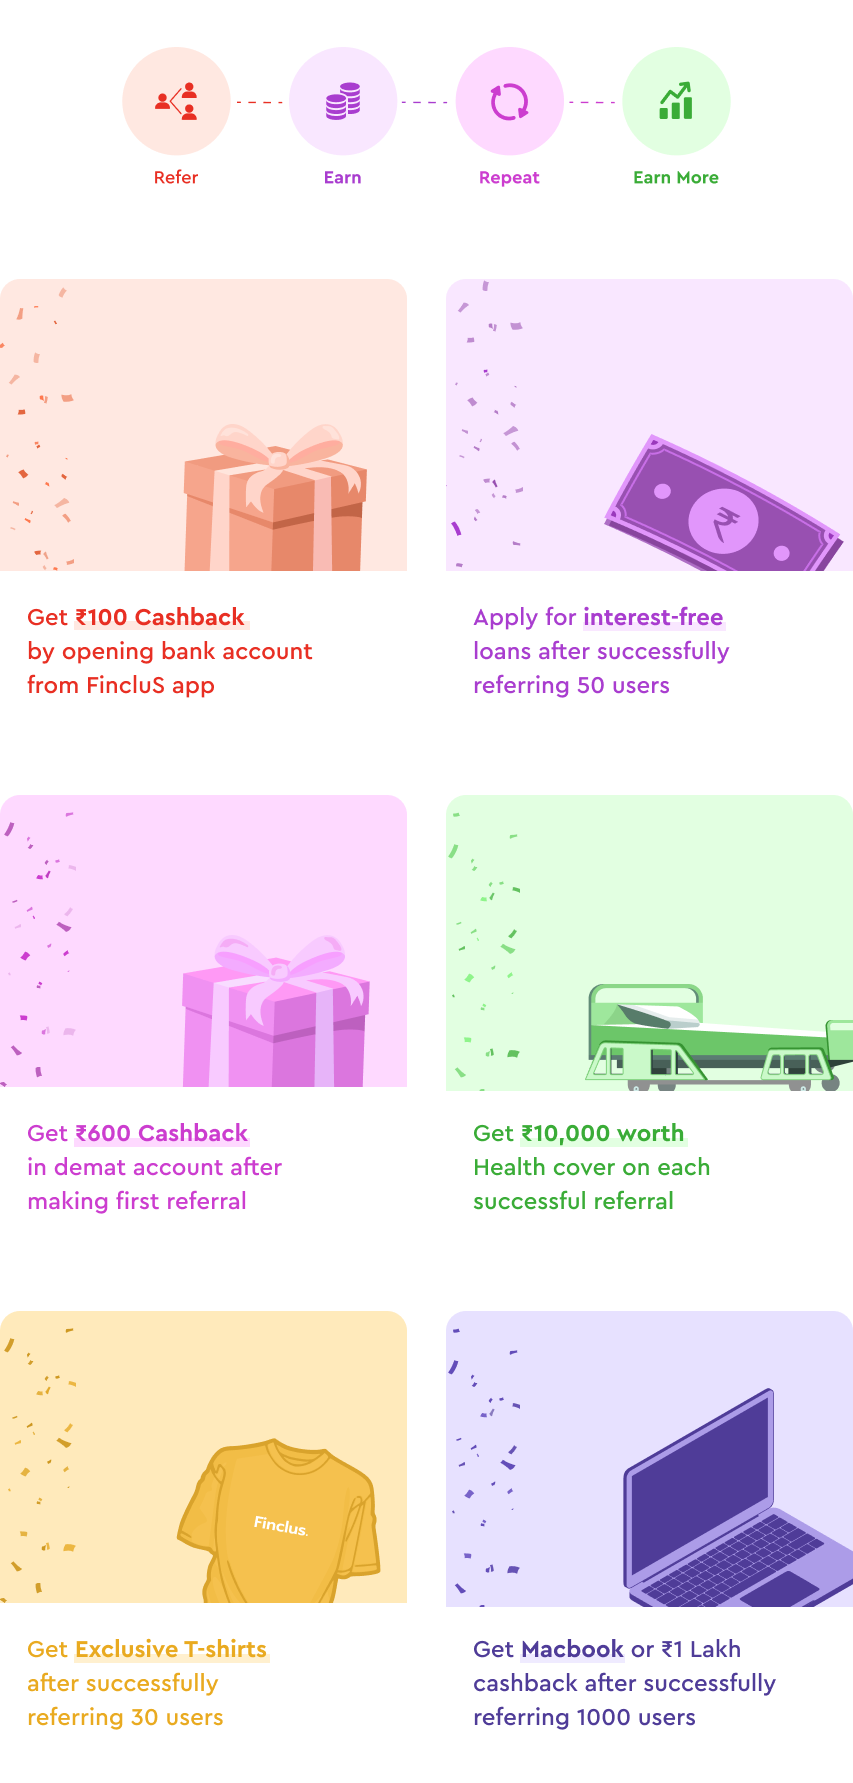 Refer
Earn
Repeat
Earn More
₹
Get ₹100 Cashback
by opening bank account
from FincluS app
Apply for interest-free
loans after successfully
referring 50 users
Get ₹600 Cashback
in demat account after
making first referral
Get ₹10,000 worth
Health cover on each
successful referral
Finclus.
Get Exclusive T-shirts
after successfully
referring 30 users
Get Macbook or ₹1 Lakh
cashback after successfully
referring 1000 users